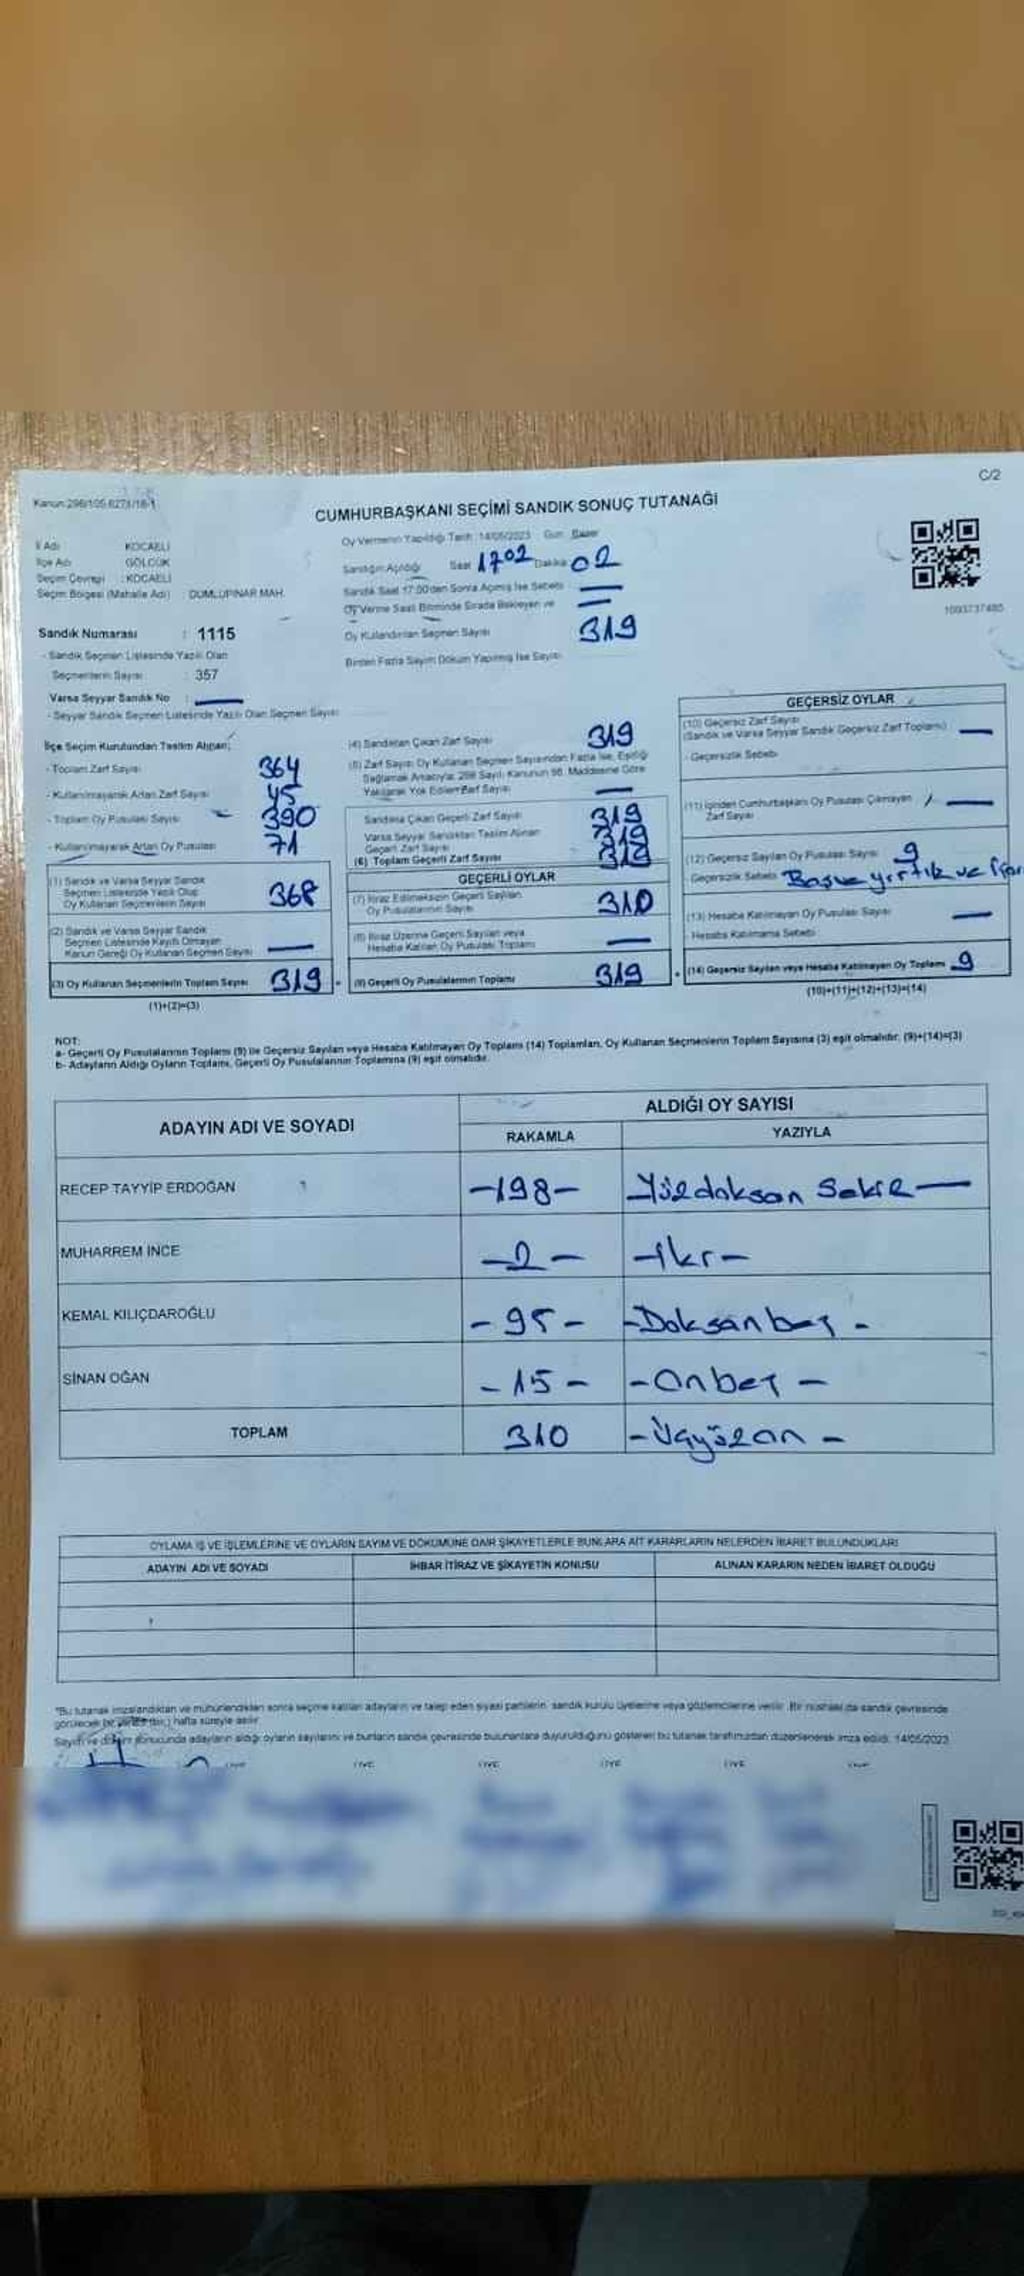 C/2
Kanun:298/105 6271/18-1
CUMHURBAŞKANI SEÇİMİ SANDIK SONUÇ TUTANAĞI
İl Adı KOCAELİ
İlçe Adı GÖLCÜK
Seçim Çevresi : KOCAELİ
Seçim Bölgesi (Mahalle Adı) : DUMLUPINAR MAH.
Oy Vermenin Yapıldığı Tarih : 14/05/2023 Gün : Pazar
Sandığın Açıldığı Saat 1702 Dakika 02
Sandık Saat 17:00'den Sonra Açılmış İse Sebebi
Oy Verme Saati Bitiminde Sırada Bekleyen ve
Oy Kullandırılan Seçmen Sayısı 319
Birden Fazla Sayım Döküm Yapılmış İse Sayısı
1093737485
Sandık Numarası : 1115
- Sandık Seçmen Listesinde Yazılı Olan
Seçmenlerin Sayısı : 357
Varsa Seyyar Sandık No :
- Seyyar Sandık Seçmen Listesinde Yazılı Olan Seçmen Sayısı
İlçe Seçim Kurulundan Teslim Alınan;
- Toplam Zarf Sayısı 364
- Kullanılmayarak Artan Zarf Sayısı 45
- Toplam Oy Pusulası Sayısı 390
- Kullanılmayarak Artan Oy Pusulası 71
(1) Sandık ve Varsa Seyyar Sandık
Seçmen Listesinde Yazılı Olup
Oy Kullanan Seçmenlerin Sayısı 368
(2) Sandık ve Varsa Seyyar Sandık
Seçmen Listesinde Kayıtlı Olmayan
Kanun Gereği Oy Kullanan Seçmen Sayısı
(3) Oy Kullanan Seçmenlerin Toplam Sayısı 319
(1)+(2)=(3)
(4) Sandıktan Çıkan Zarf Sayısı 319
(5) Zarf Sayısı Oy Kullanan Seçmen Sayısından Fazla İse, Eşitliği
Sağlamak Amacıyla, 298 Sayılı Kanunun 98. Maddesine Göre
Yakılarak Yok Edilen Zarf Sayısı
Sandıkta Çıkan Geçerli Zarf Sayısı 319
Varsa Seyyar Sandıktan Teslim Alınan
Geçerli Zarf Sayısı
(6) Toplam Geçerli Zarf Sayısı
GEÇERLİ OYLAR
(7) İtiraz Edilmeksizin Geçerli Sayılan
Oy Pusulalarının Sayısı 310
(8) İtiraz Üzerine Geçerli Sayılan veya
Hesaba Katılan Oy Pusulası Toplamı
(9) Geçerli Oy Pusulalarının Toplamı 319
GEÇERSİZ OYLAR
(10) Geçersiz Zarf Sayısı
(Sandık ve Varsa Seyyar Sandık Geçersiz Zarf Toplamı)
- Geçersizlik Sebebi
(11) İçinden Cumhurbaşkanı Oy Pusulası Çıkmayan
Zarf Sayısı
(12) Geçersiz Sayılan Oy Pusulası Sayısı 9
Geçersizlik Sebebi yırtık ve
(13) Hesaba Katılmayan Oy Pusulası Sayısı
- Hesaba Katılmama Sebebi
(14) Geçersiz Sayılan veya Hesaba Katılmayan Oy Toplamı 9
(10)+(11)+(12)+(13)=(14)
NOT:
a- Geçerli Oy Pusulalarının Toplamı (9) ile Geçersiz Sayılan veya Hesaba Katılmayan Oy Toplamı (14) Toplamları, Oy Kullanan Seçmenlerin Toplam Sayısına (3) eşit olmalıdır. (9)+(14)=(3)
b- Adayların Aldığı Oyların Toplamı, Geçerli Oy Pusulalarının Toplamına (9) eşit olmalıdır.
ADAYIN ADI VE SOYADI
ALDIĞI OY SAYISI
RAKAMLA YAZIYLA
RECEP TAYYİP ERDOĞAN -198- Yüzdoksan Sekiz
MUHARREM İNCE -2- -İki-
KEMAL KILIÇDAROĞLU -95- -Doksanbeş-
SİNAN OĞAN -15- -Onbeş-
TOPLAM 310 -Üçyüzon-
OYLAMA İŞ VE İŞLEMLERİNE VE OYLARIN SAYIM VE DÖKÜMÜNE DAİR ŞİKAYETLERLE BUNLARA AİT KARARLARIN NELERDEN İBARET BULUNDUKLARI
ADAYIN ADI VE SOYADI İHBAR İTİRAZ VE ŞİKAYETİN KONUSU ALINAN KARARIN NEDEN İBARET OLDUĞU
*Bu tutanak imzalandıktan ve mühürlendikten sonra seçime katılan adayların ve talep eden siyasi partilerin, sandık kurulu üyelerine veya gözlemcilerine verilir. Bir nüshası da sandık çevresinde
görülecek bir yerde (bir) hafta süreyle asılır.
Sayım ve döküm sonucunda adayların aldığı oyların sayılarını ve bunların sandık çevresinde bulunanlara duyurulduğunu gösteren bu tutanak tarafımızdan düzenlenerek imza edildi. 14/05/2023
ÜYE ÜYE ÜYE ÜYE ÜYE